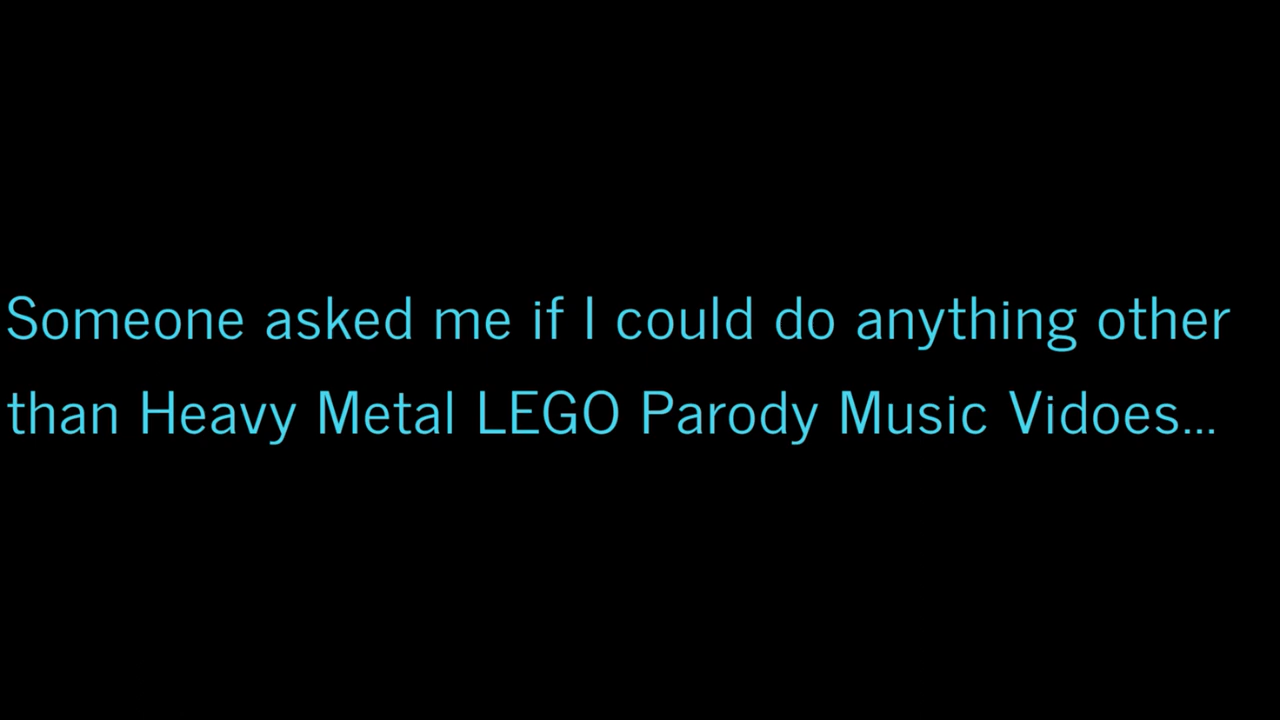 Someone asked me if I could do anything other
than Heavy Metal LEGO Parody Music Vidoes...